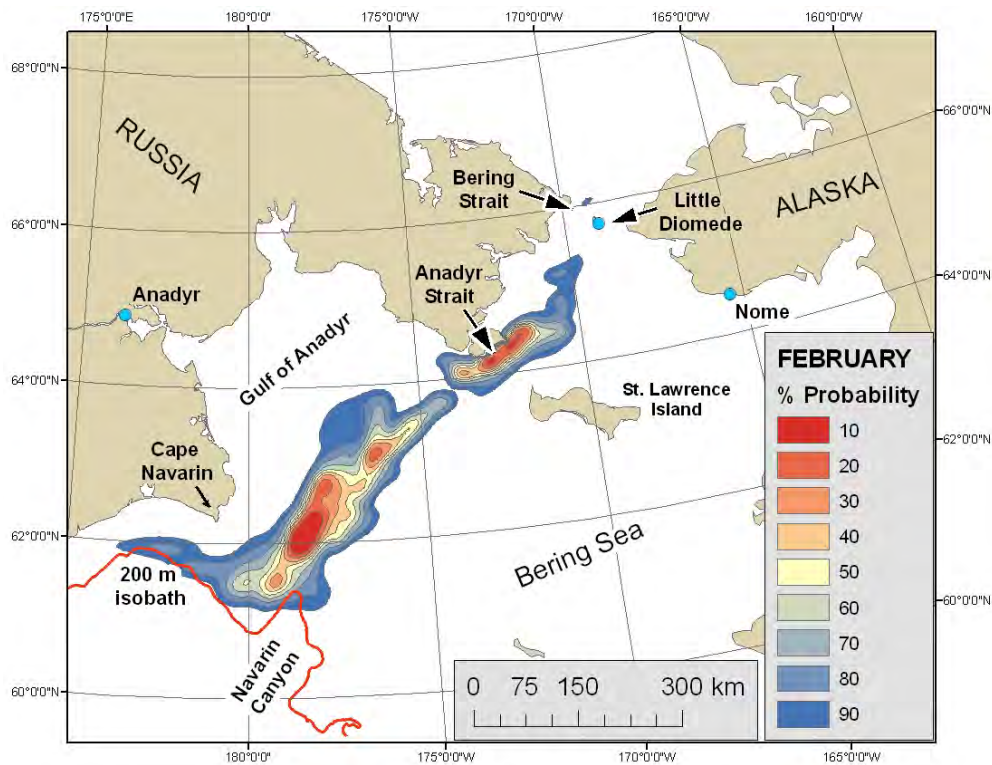 175°0'0"E
180°0'0"
175°0'0"W
170°0'0"W
165°0'0"W
160°0'0"W
68°0'0"N
66°0'0"N
64°0'0"N
62°0'0"N
60°0'0"N
66°0'0"N
64°0'0"N
62°0'0"N
60°0'0"N
RUSSIA
ALASKA
Bering
Strait
Little
Diomede
Anadyr
Strait
Anadyr
Nome
Gulf of Anadyr
St. Lawrence
Island
Cape
Navarin
200 m
isobath
Bering Sea
Navarin
Canyon
FEBRUARY
% Probability
10
20
30
40
50
60
70
80
90
0 75 150 300 km
180°0'0"
175°0'0"W
170°0'0"W
165°0'0"W